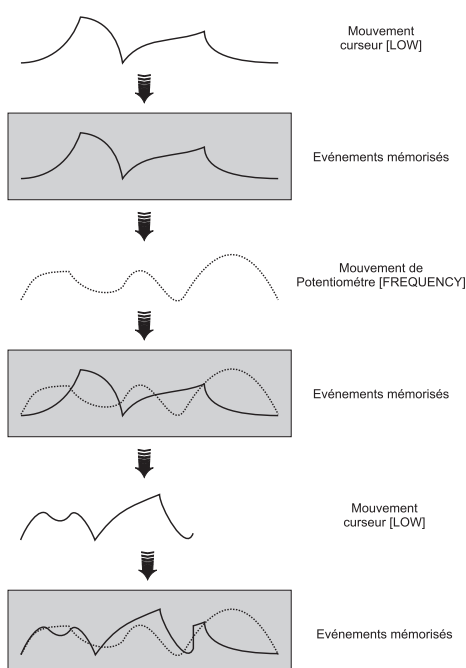 Mouvement
curseur [LOW]
Evénements mémorisés
Mouvement de
Potentiométre [FREQUENCY]
Evénements mémorisés
Mouvement
curseur [LOW]
Evénements mémorisés